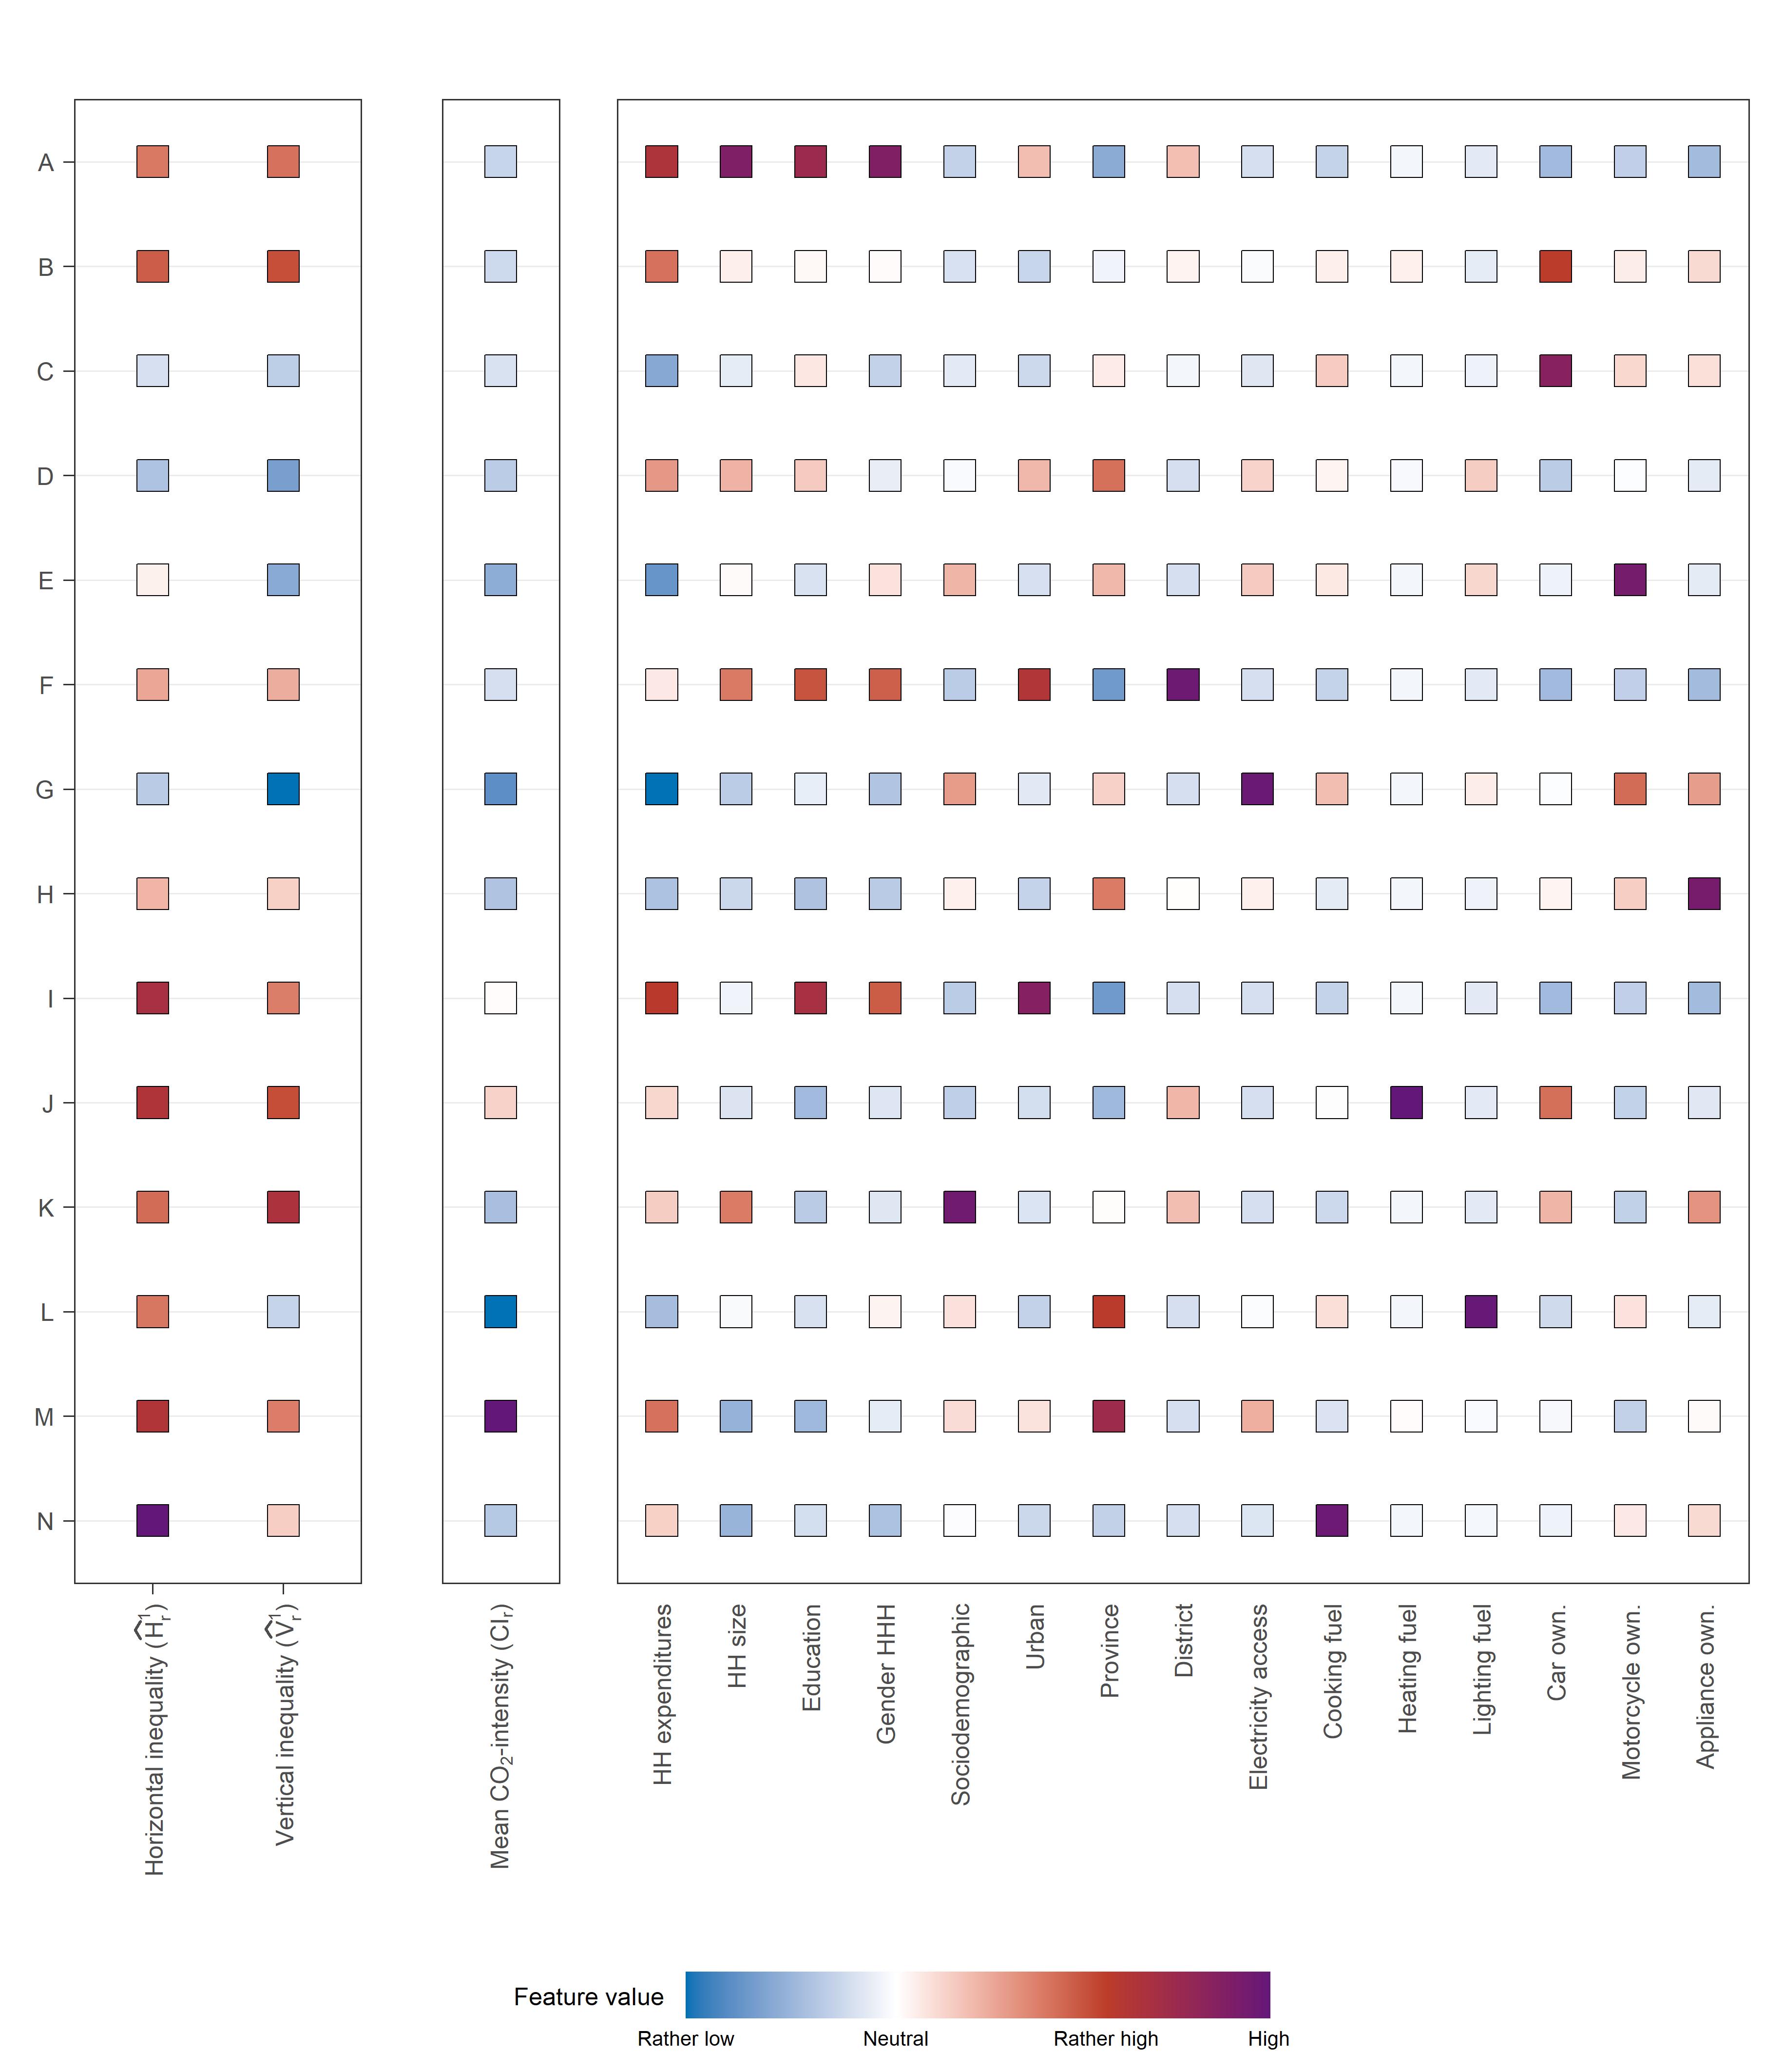 A
B
C
D
E
F
G
H
I
J
K
L
M
N
Horizontal inequality (Ĥ¹ᵣ)
Vertical inequality (V̂¹ᵣ)
Mean CO₂-intensity (CIᵣ)
HH expenditures
HH size
Education
Gender HHH
Sociodemographic
Urban
Province
District
Electricity access
Cooking fuel
Heating fuel
Lighting fuel
Car own.
Motorcycle own.
Appliance own.
Feature value
Rather low Neutral Rather high High